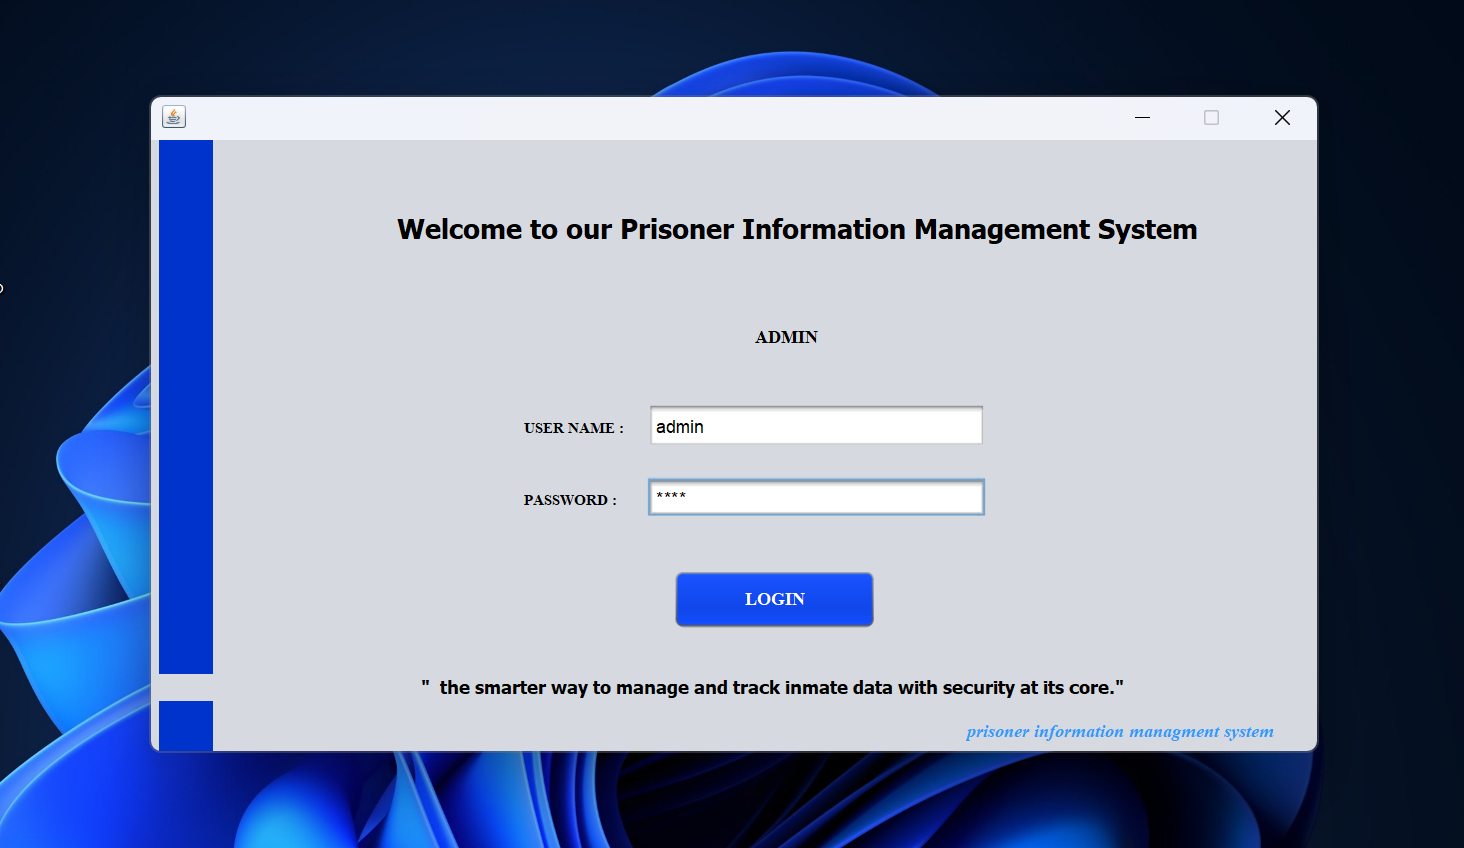 Welcome to our Prisoner Information Management System
ADMIN
USER NAME : admin
PASSWORD : ****
LOGIN
" the smarter way to manage and track inmate data with security at its core."
prisoner information managment system